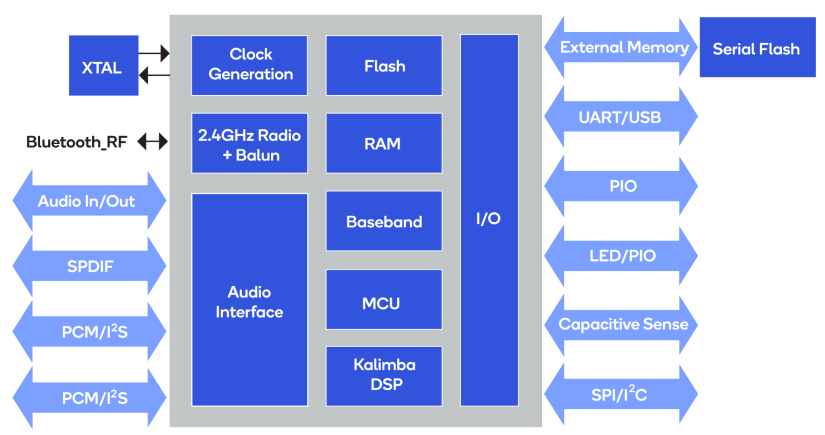 XTAL
Bluetooth_RF
Audio In/Out
SPDIF
PCM/I²S
PCM/I²S
Clock
Generation
2.4GHz Radio
+ Balun
Audio
Interface
Flash
RAM
Baseband
MCU
Kalimba
DSP
I/O
External Memory
UART/USB
PIO
LED/PIO
Capacitive Sense
SPI/I²C
Serial Flash